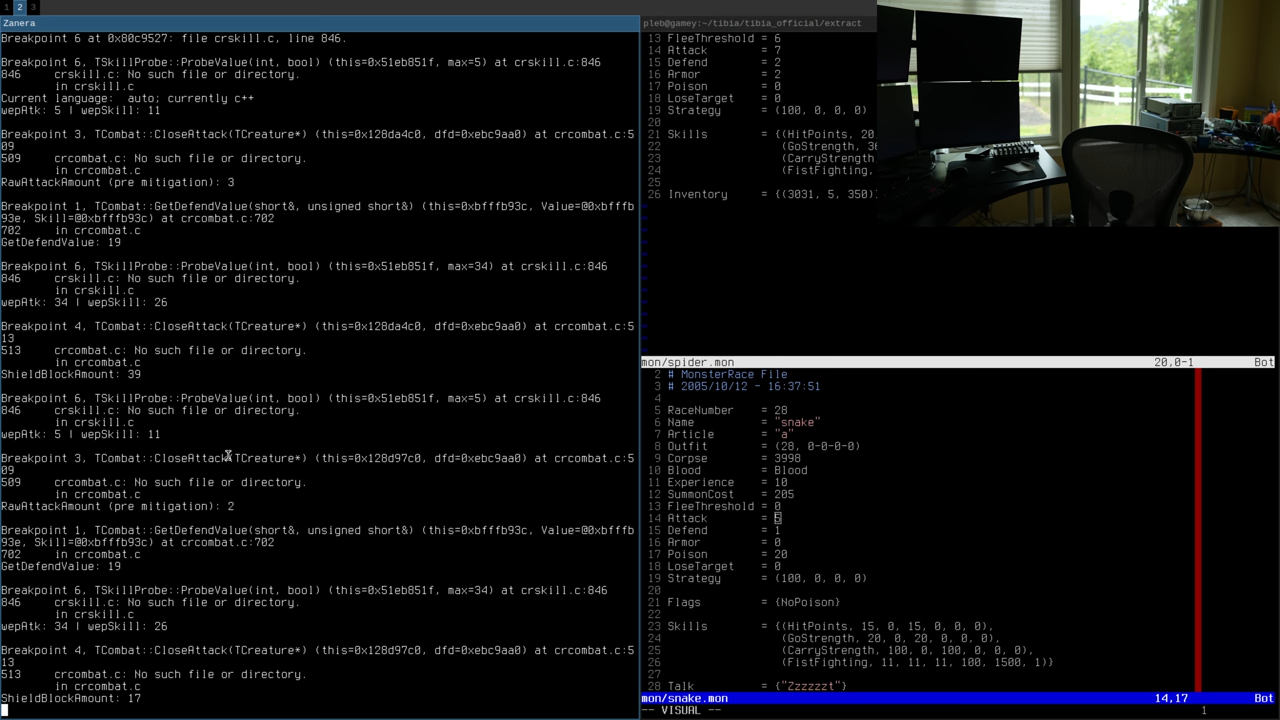 1 2 3
Zanera
Breakpoint 6 at 0x80c9527: file crskill.c, line 846.
Breakpoint 6, TSkillProbe::ProbeValue(int, bool) (this=0x51eb851f, max=5) at crskill.c:846
846 crskill.c: No such file or directory.
in crskill.c
Current language: auto; currently c++
wepAtk: 5 | wepSkill: 11
Breakpoint 3, TCombat::CloseAttack(TCreature*) (this=0x128da4c0, dfd=0xebc9aa0) at crcombat.c:5
09
509 crcombat.c: No such file or directory.
in crcombat.c
RawAttackAmount (pre mitigation): 3
Breakpoint 1, TCombat::GetDefendValue(short&, unsigned short&) (this=0xbfffb93c, Value=@0xbfffb
93e, Skill=@0xbfffb93c) at crcombat.c:702
702 in crcombat.c
GetDefendValue: 19
Breakpoint 6, TSkillProbe::ProbeValue(int, bool) (this=0x51eb851f, max=34) at crskill.c:846
846 crskill.c: No such file or directory.
in crskill.c
wepAtk: 34 | wepSkill: 26
Breakpoint 4, TCombat::CloseAttack(TCreature*) (this=0x128da4c0, dfd=0xebc9aa0) at crcombat.c:5
13
513 crcombat.c: No such file or directory.
in crcombat.c
ShieldBlockAmount: 39
Breakpoint 6, TSkillProbe::ProbeValue(int, bool) (this=0x51eb851f, max=5) at crskill.c:846
846 crskill.c: No such file or directory.
in crskill.c
wepAtk: 5 | wepSkill: 11
Breakpoint 3, TCombat::CloseAttack(TCreature*) (this=0x128d97c0, dfd=0xebc9aa0) at crcombat.c:5
09
509 crcombat.c: No such file or directory.
in crcombat.c
RawAttackAmount (pre mitigation): 2
Breakpoint 1, TCombat::GetDefendValue(short&, unsigned short&) (this=0xbfffb93c, Value=@0xbfffb
93e, Skill=@0xbfffb93c) at crcombat.c:702
702 in crcombat.c
GetDefendValue: 19
Breakpoint 6, TSkillProbe::ProbeValue(int, bool) (this=0x51eb851f, max=34) at crskill.c:846
846 crskill.c: No such file or directory.
in crskill.c
wepAtk: 34 | wepSkill: 26
Breakpoint 4, TCombat::CloseAttack(TCreature*) (this=0x128d97c0, dfd=0xebc9aa0) at crcombat.c:5
13
513 crcombat.c: No such file or directory.
in crcombat.c
ShieldBlockAmount: 17
pleb@gamey:~/tibia/tibia_official/extract
13 FleeThreshold = 6
14 Attack = 7
15 Defend = 2
16 Armor = 2
17 Poison = 0
18 LoseTarget = 0
19 Strategy = (100, 0, 0, 0)
20
21 Skills = {(HitPoints, 20
22 (GoStrength, 36
23 (CarryStrength
24 (FistFighting,
25
26 Inventory = {(3031, 5, 350)
mon/spider.mon 20,0-1 Bot
2 # MonsterRace File
3 # 2005/10/12 - 16:37:51
4
5 RaceNumber = 28
6 Name = "snake"
7 Article = "a"
8 Outfit = (28, 0-0-0-0)
9 Corpse = 3998
10 Blood = Blood
11 Experience = 10
12 SummonCost = 205
13 FleeThreshold = 0
14 Attack = 5
15 Defend = 1
16 Armor = 0
17 Poison = 20
18 LoseTarget = 0
19 Strategy = (100, 0, 0, 0)
20
21 Flags = {NoPoison}
22
23 Skills = {(HitPoints, 15, 0, 15, 0, 0, 0),
24 (GoStrength, 20, 0, 20, 0, 0, 0),
25 (CarryStrength, 100, 0, 100, 0, 0, 0),
26 (FistFighting, 11, 11, 11, 100, 1500, 1)}
27
28 Talk = {"Zzzzzzt"}
mon/snake.mon 14,17 Bot
-- VISUAL -- 1